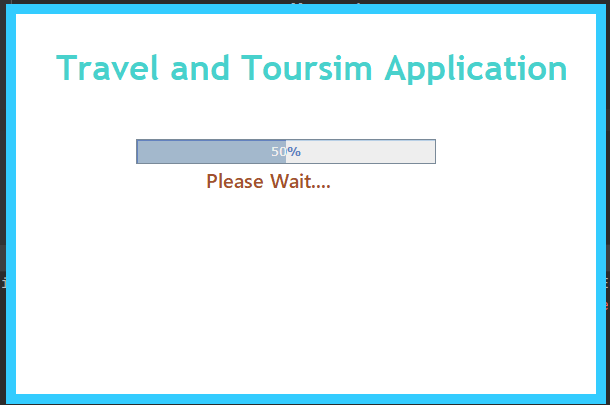 Travel and Toursim Application
50%
Please Wait....